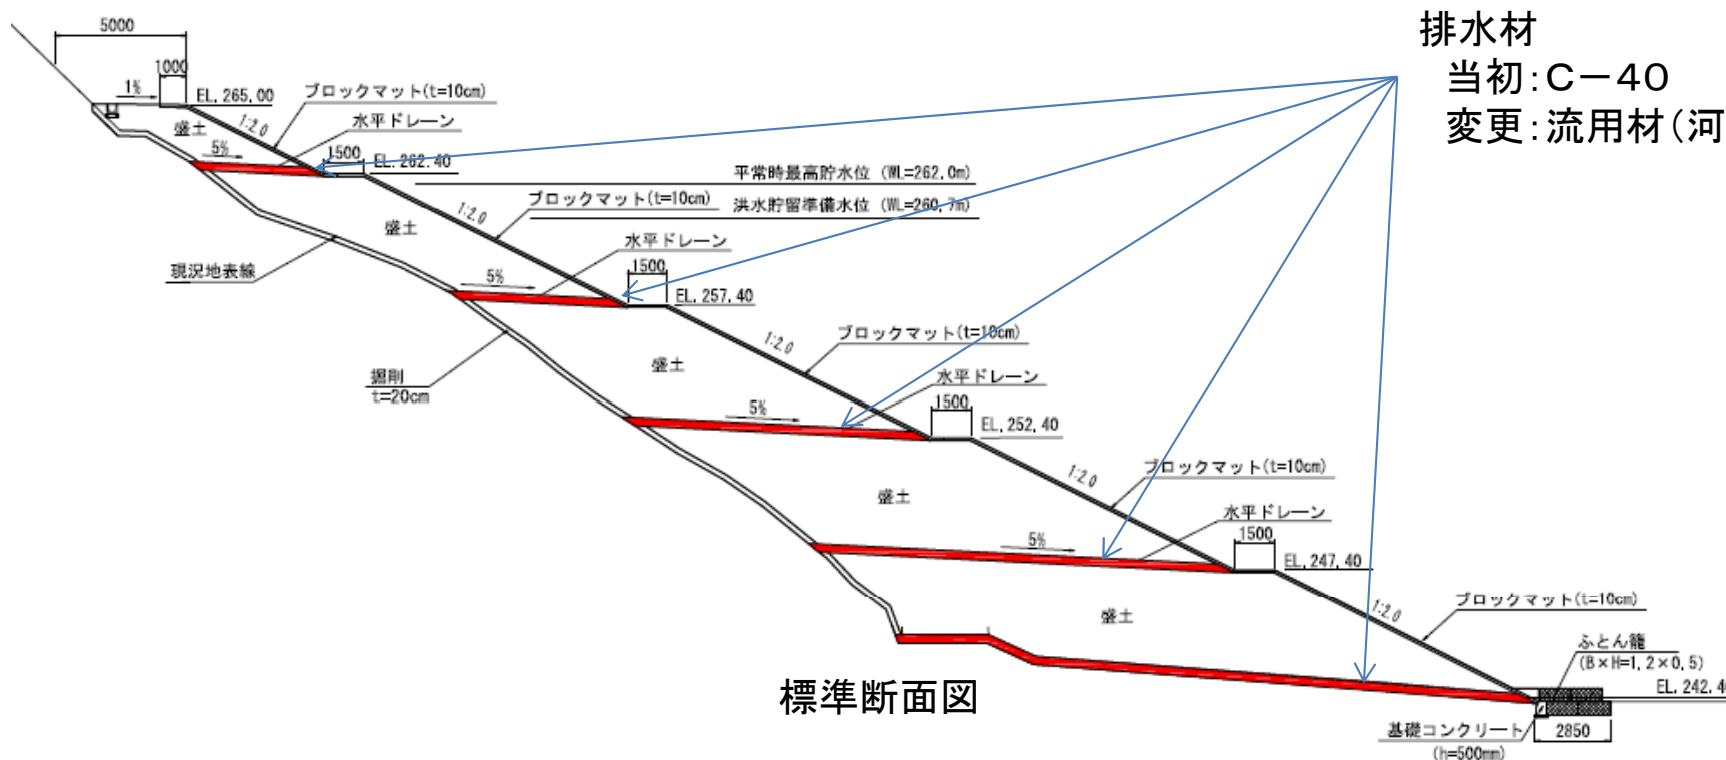 排水材
当初：C－40
変更：流用材（河
5000
1000
1%
EL.265.00
ブロックマット(t=10cm)
水平ドレーン
盛土
1:2.0
5%
1500
EL.262.40
平常時最高貯水位 (WL=262.0m)
ブロックマット(t=10cm)
洪水貯留準備水位 (WL=260.7m)
1:2.0
盛土
水平ドレーン
現況地表線
5%
1500
EL.257.40
ブロックマット(t=10cm)
1:2.0
盛土
掘削
t=20cm
水平ドレーン
5%
1500
EL.252.40
ブロックマット(t=10cm)
1:2.0
盛土
水平ドレーン
5%
1500
EL.247.40
ブロックマット(t=10cm)
1:2.0
盛土
ふとん籠
(B×H=1.2×0.5)
EL.242.40
標準断面図
基礎コンクリート
(h=500mm)
2850